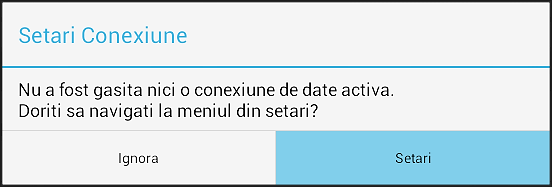 Setari Conexiune
Nu a fost gasita nici o conexiune de date activa.
Doriti sa navigati la meniul din setari?
Ignora
Setari